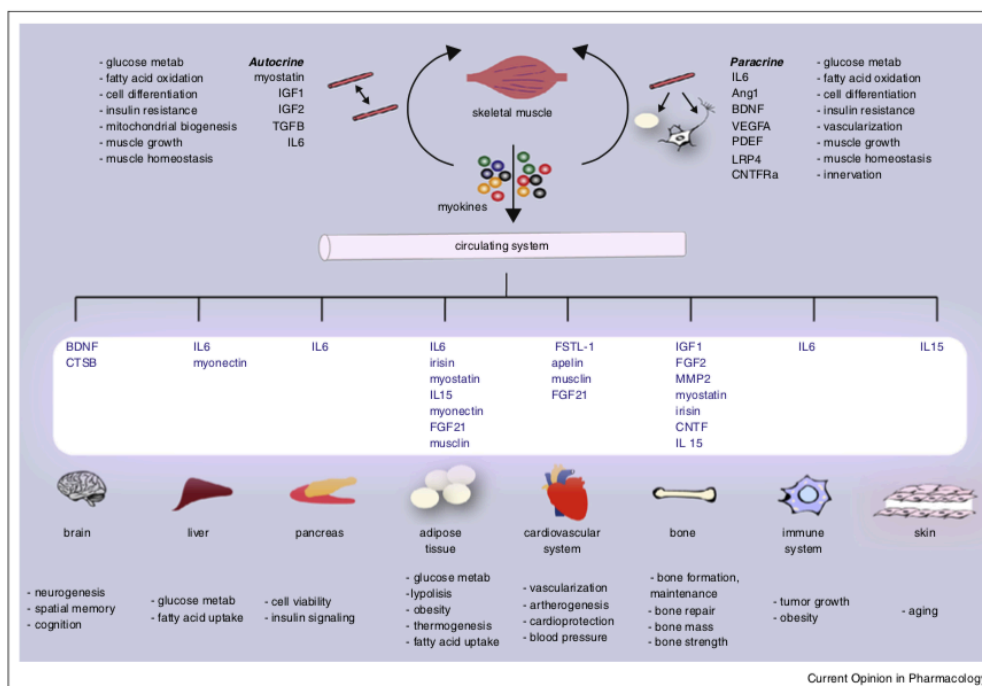 - glucose metab
- fatty acid oxidation
- cell differentiation
- insulin resistance
- mitochondrial biogenesis
- muscle growth
- muscle homeostasis
Autocrine
myostatin
IGF1
IGF2
TGFB
IL6
skeletal muscle
Paracrine
IL6
Ang1
BDNF
VEGFA
PDEF
LRP4
CNTFRa
- glucose metab
- fatty acid oxidation
- cell differentiation
- insulin resistance
- vascularization
- muscle growth
- muscle homeostasis
- innervation
myokines
circulating system
BDNF
CTSB
IL6
myonectin
IL6
IL6
irisin
myostatin
IL15
myonectin
FGF21
musclin
FSTL-1
apelin
musclin
FGF21
IGF1
FGF2
MMP2
myostatin
irisin
CNTF
IL 15
IL6
IL15
brain
liver
pancreas
adipose
tissue
cardiovascular
system
bone
immune
system
skin
- neurogenesis
- spatial memory
- cognition
- glucose metab
- fatty acid uptake
- cell viability
- insulin signaling
- glucose metab
-lypolisis
- obesity
- thermogenesis
- fatty acid uptake
- vascularization
- artherogenesis
- cardioprotection
- blood pressure
- bone formation,
maintenance
- bone repair
- bone mass
- bone strength
- tumor growth
- obesity
- aging
Current Opinion in Pharmacology